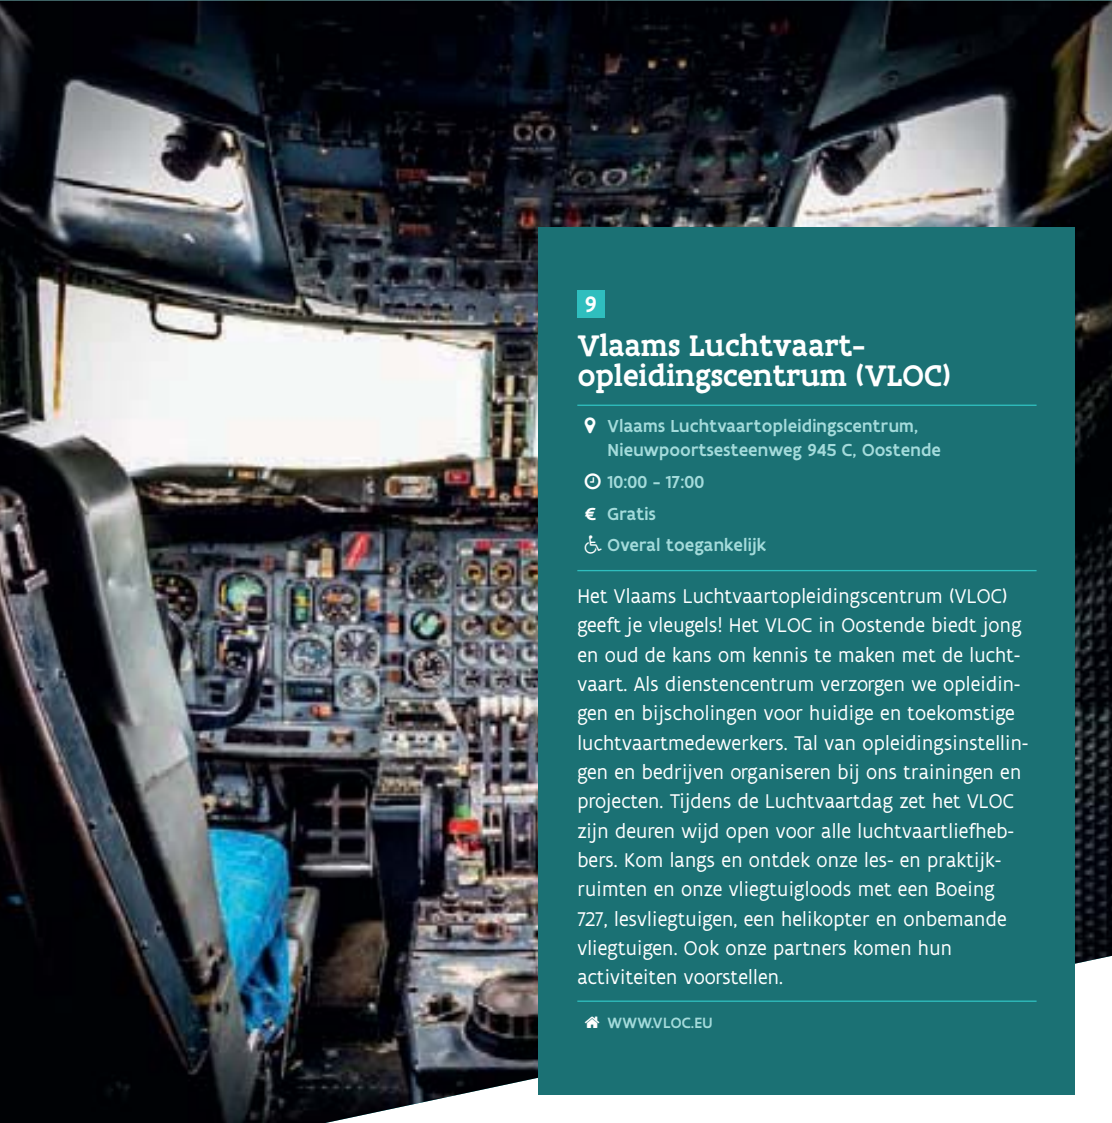 9
Vlaams Luchtvaart-
opleidingscentrum (VLOC)
Vlaams Luchtvaartopleidingscentrum,
Nieuwpoortsesteenweg 945 C, Oostende
10:00 - 17:00
€ Gratis
Overal toegankelijk
Het Vlaams Luchtvaartopleidingscentrum (VLOC)
geeft je vleugels! Het VLOC in Oostende biedt jong
en oud de kans om kennis te maken met de lucht-
vaart. Als dienstencentrum verzorgen we opleidin-
gen en bijscholingen voor huidige en toekomstige
luchtvaartmedewerkers. Tal van opleidingsinstellin-
gen en bedrijven organiseren bij ons trainingen en
projecten. Tijdens de Luchtvaartdag zet het VLOC
zijn deuren wijd open voor alle luchtvaartliefheb-
bers. Kom langs en ontdek onze les- en praktijk-
ruimten en onze vliegtuigloods met een Boeing
727, lesvliegtuigen, een helikopter en onbemande
vliegtuigen. Ook onze partners komen hun
activiteiten voorstellen.
WWW.VLOC.EU